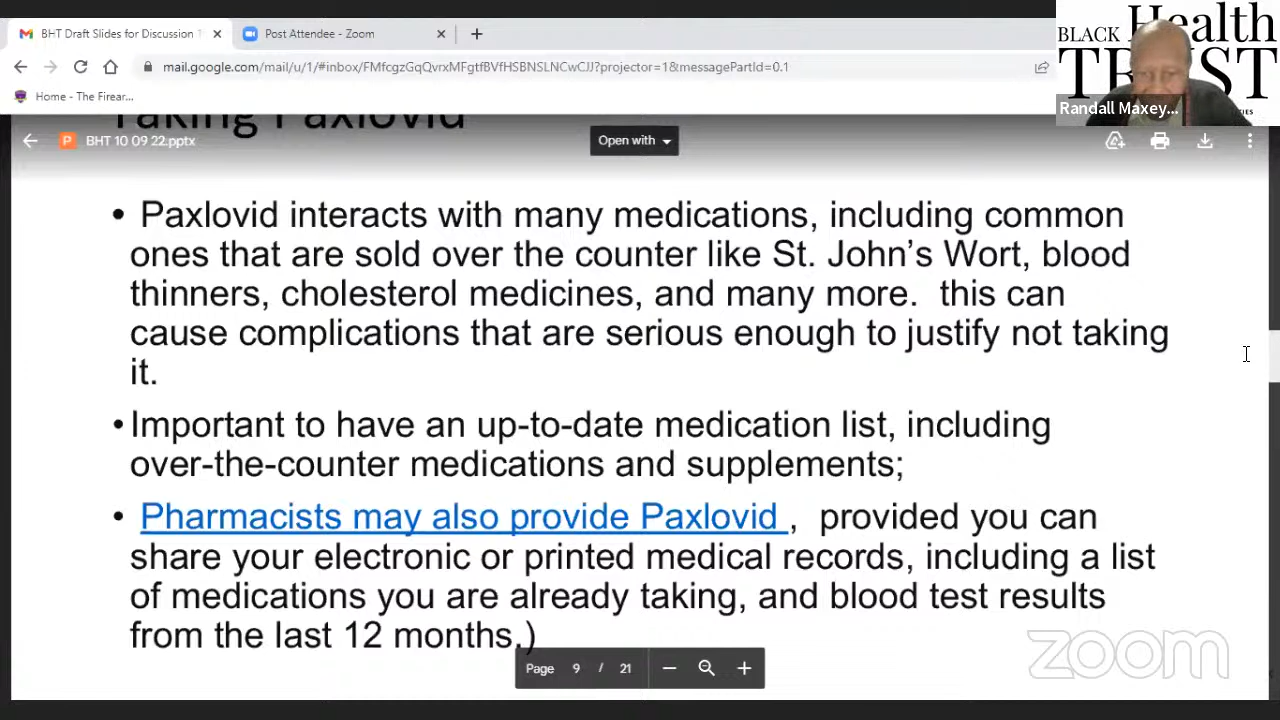 BHT Draft Slides for Discussion
Post Attendee - Zoom
mail.google.com/mail/u/1/#inbox/FMfcgzGqQvrxMFgtfBVfHSBNSLNCwCJJ?projector=1&messagePartId=0.1
Home - The Firear...
BLACK Health
TRUST
Randall Maxey...
Taking Paxlovid
BHT 10 09 22.pptx
Open with
• Paxlovid interacts with many medications, including common
ones that are sold over the counter like St. John’s Wort, blood
thinners, cholesterol medicines, and many more. this can
cause complications that are serious enough to justify not taking
it.
•Important to have an up-to-date medication list, including
over-the-counter medications and supplements;
• Pharmacists may also provide Paxlovid , provided you can
share your electronic or printed medical records, including a list
of medications you are already taking, and blood test results
from the last 12 months.)
Page 9 / 21
zoom